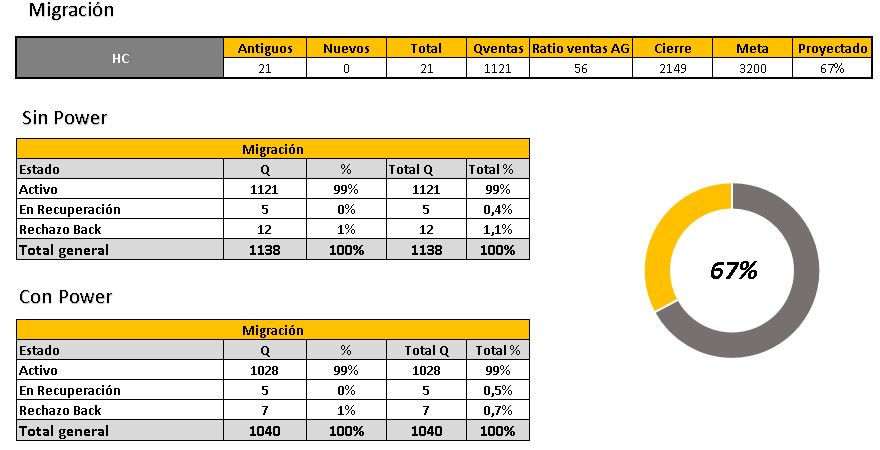 Migración
HC Antiguos Nuevos Total Qventas Ratio ventas AG Cierre Meta Proyectado
21 0 21 1121 56 2149 3200 67%
Sin Power
Migración
Estado Q % Total Q Total %
Activo 1121 99% 1121 99%
En Recuperación 5 0% 5 0,4%
Rechazo Back 12 1% 12 1,1%
Total general 1138 100% 1138 100%
67%
Con Power
Migración
Estado Q % Total Q Total %
Activo 1028 99% 1028 99%
En Recuperación 5 0% 5 0,5%
Rechazo Back 7 1% 7 0,7%
Total general 1040 100% 1040 100%